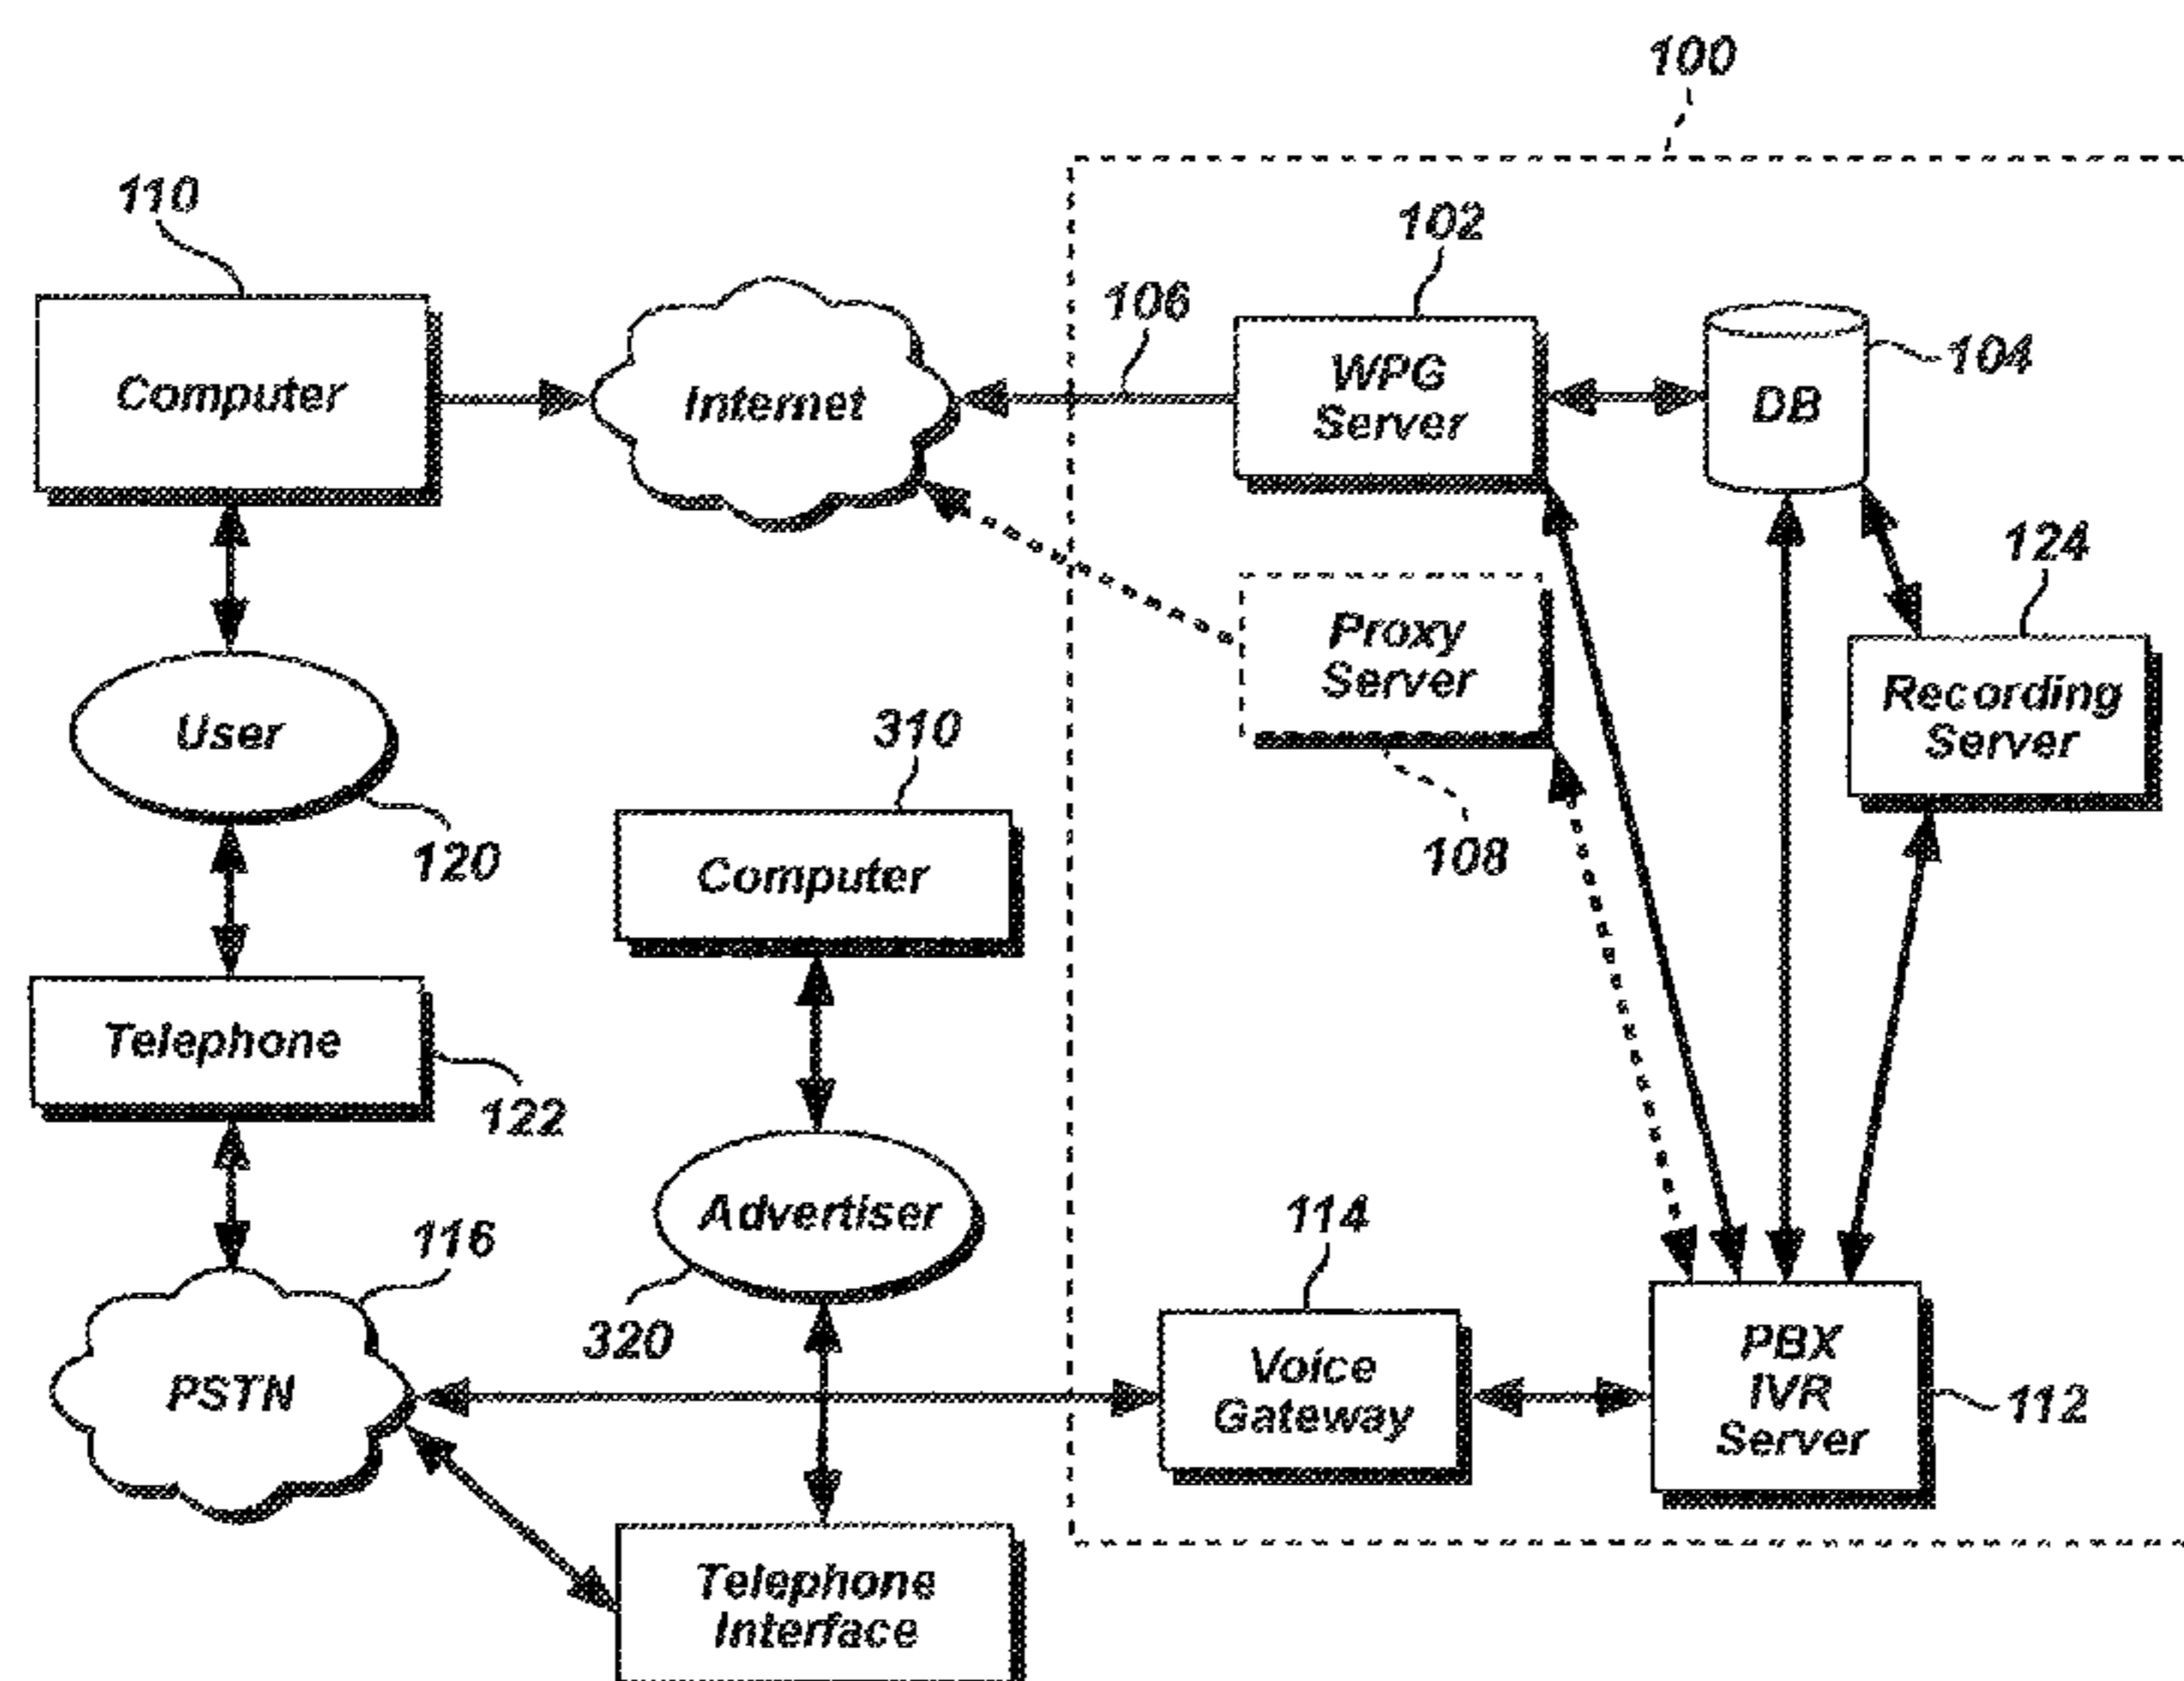 100
110
102
106
Computer
Internet
WPG
Server
DB
104
124
Proxy
Server
Recording
Server
User
310
120
Computer
108
Telephone
122
Advertiser
114
116
320
PSTN
Voice
Gateway
PBX
IVR
Server
112
Telephone
Interface